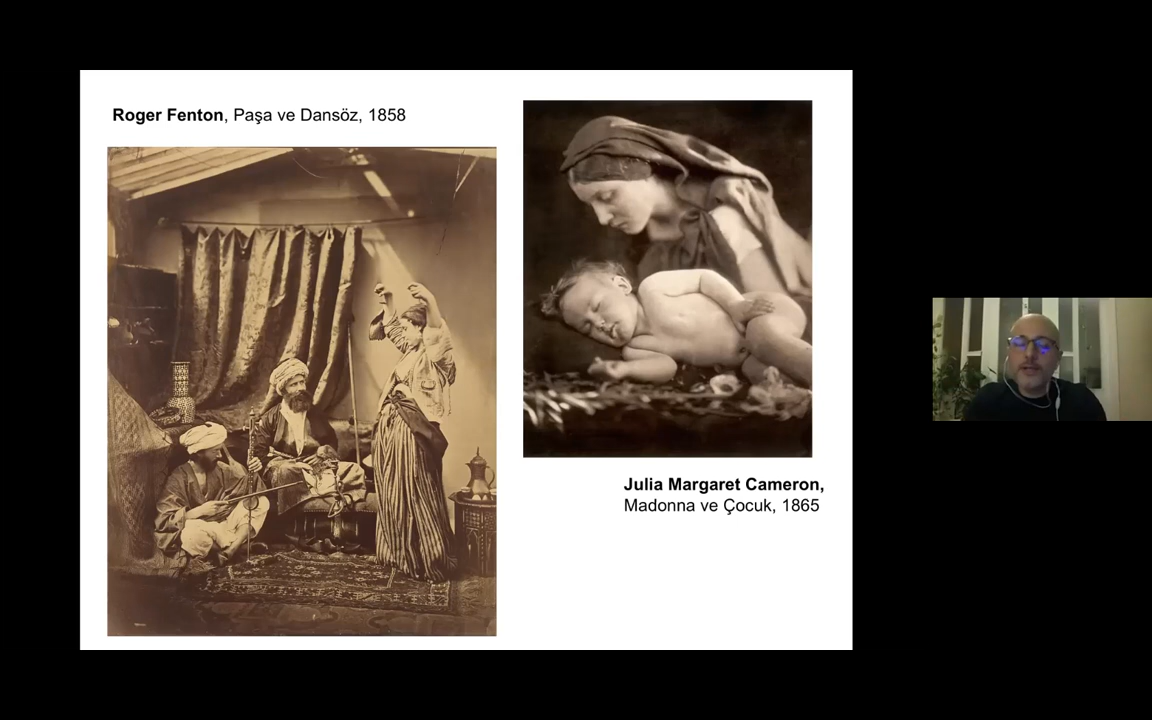 Roger Fenton, Paşa ve Dansöz, 1858
Julia Margaret Cameron,
Madonna ve Çocuk, 1865